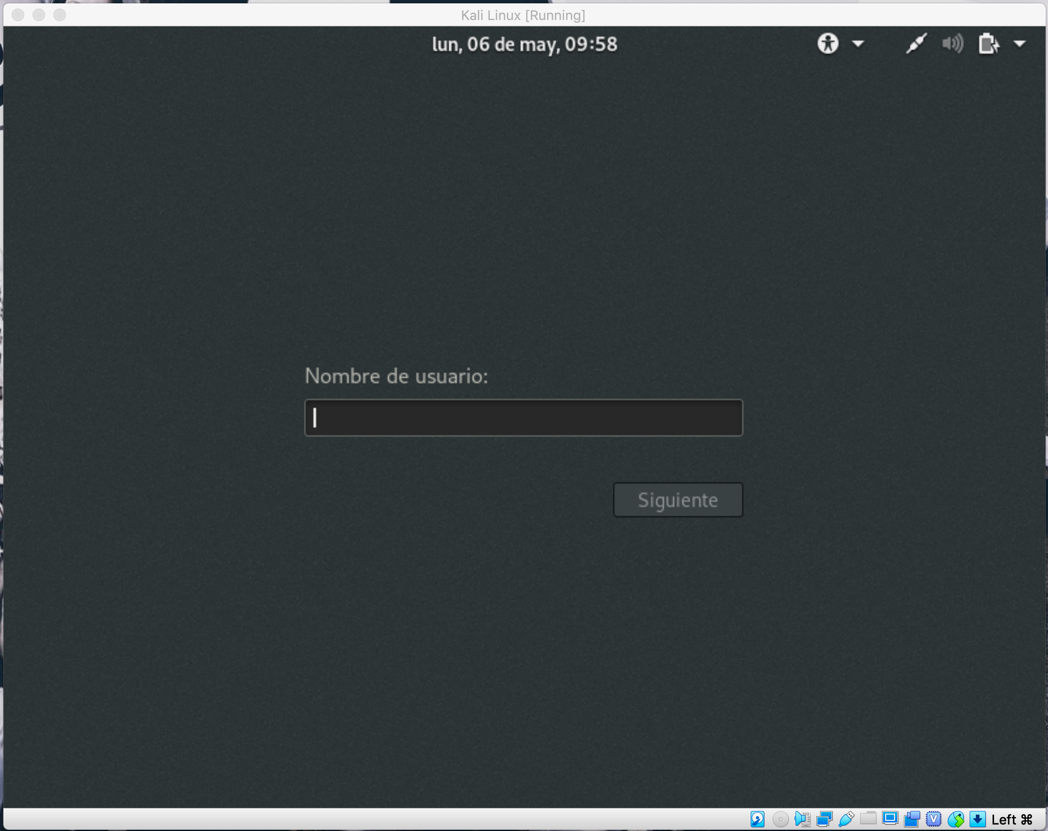 Kali Linux [Running]
lun, 06 de may, 09:58
Nombre de usuario:
Siguiente
Left ⌘